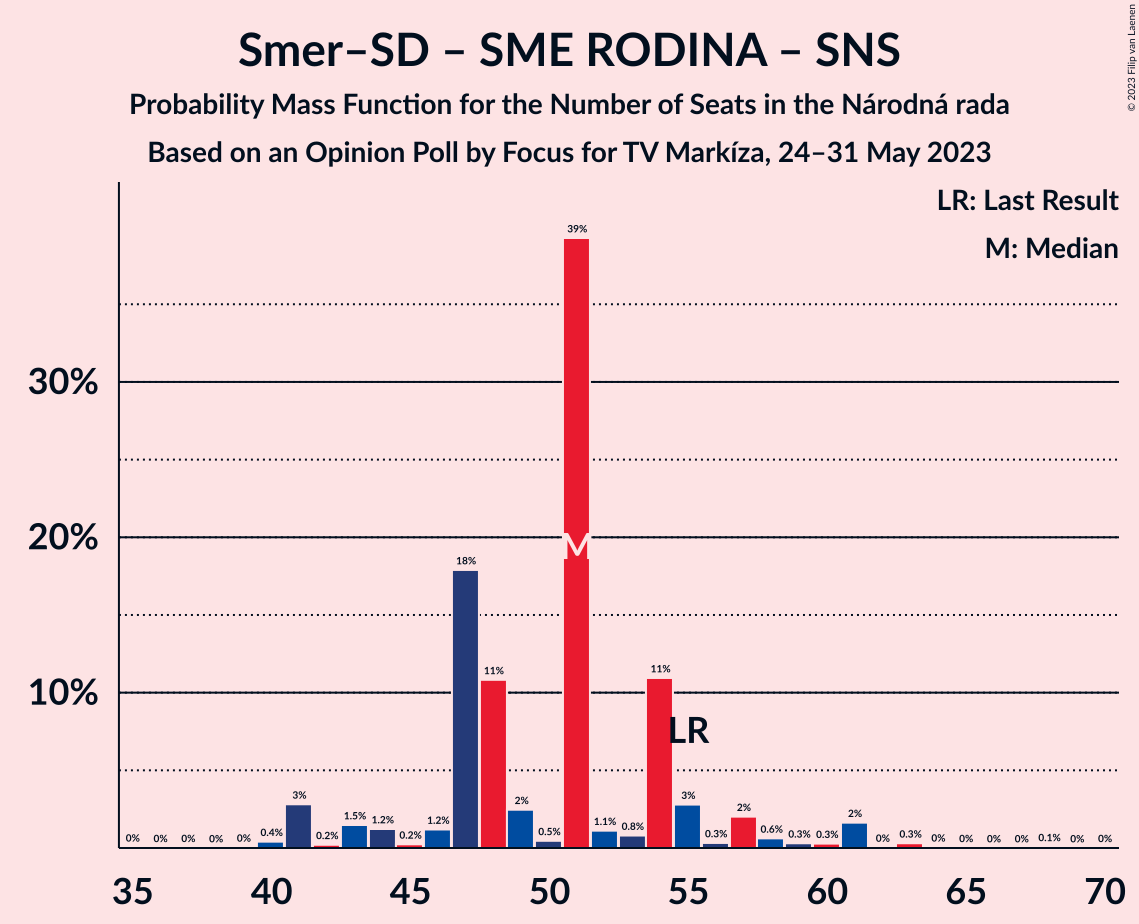 Smer–SD – SME RODINA – SNS
Probability Mass Function for the Number of Seats in the Národná rada
Based on an Opinion Poll by Focus for TV Markíza, 24–31 May 2023
© 2023 Filip van Laenen
LR: Last Result
M: Median
30%
20%
10%
0% 0% 0% 0% 0% 0.4% 3% 0.2% 1.5% 1.2% 0.2% 1.2% 18% 11% 2% 0.5% 39% 1.1% 0.8% 11% 3% 0.3% 2% 0.6% 0.3% 0.3% 2% 0% 0.3% 0% 0% 0% 0% 0.1% 0% 0%
M
LR
35 40 45 50 55 60 65 70